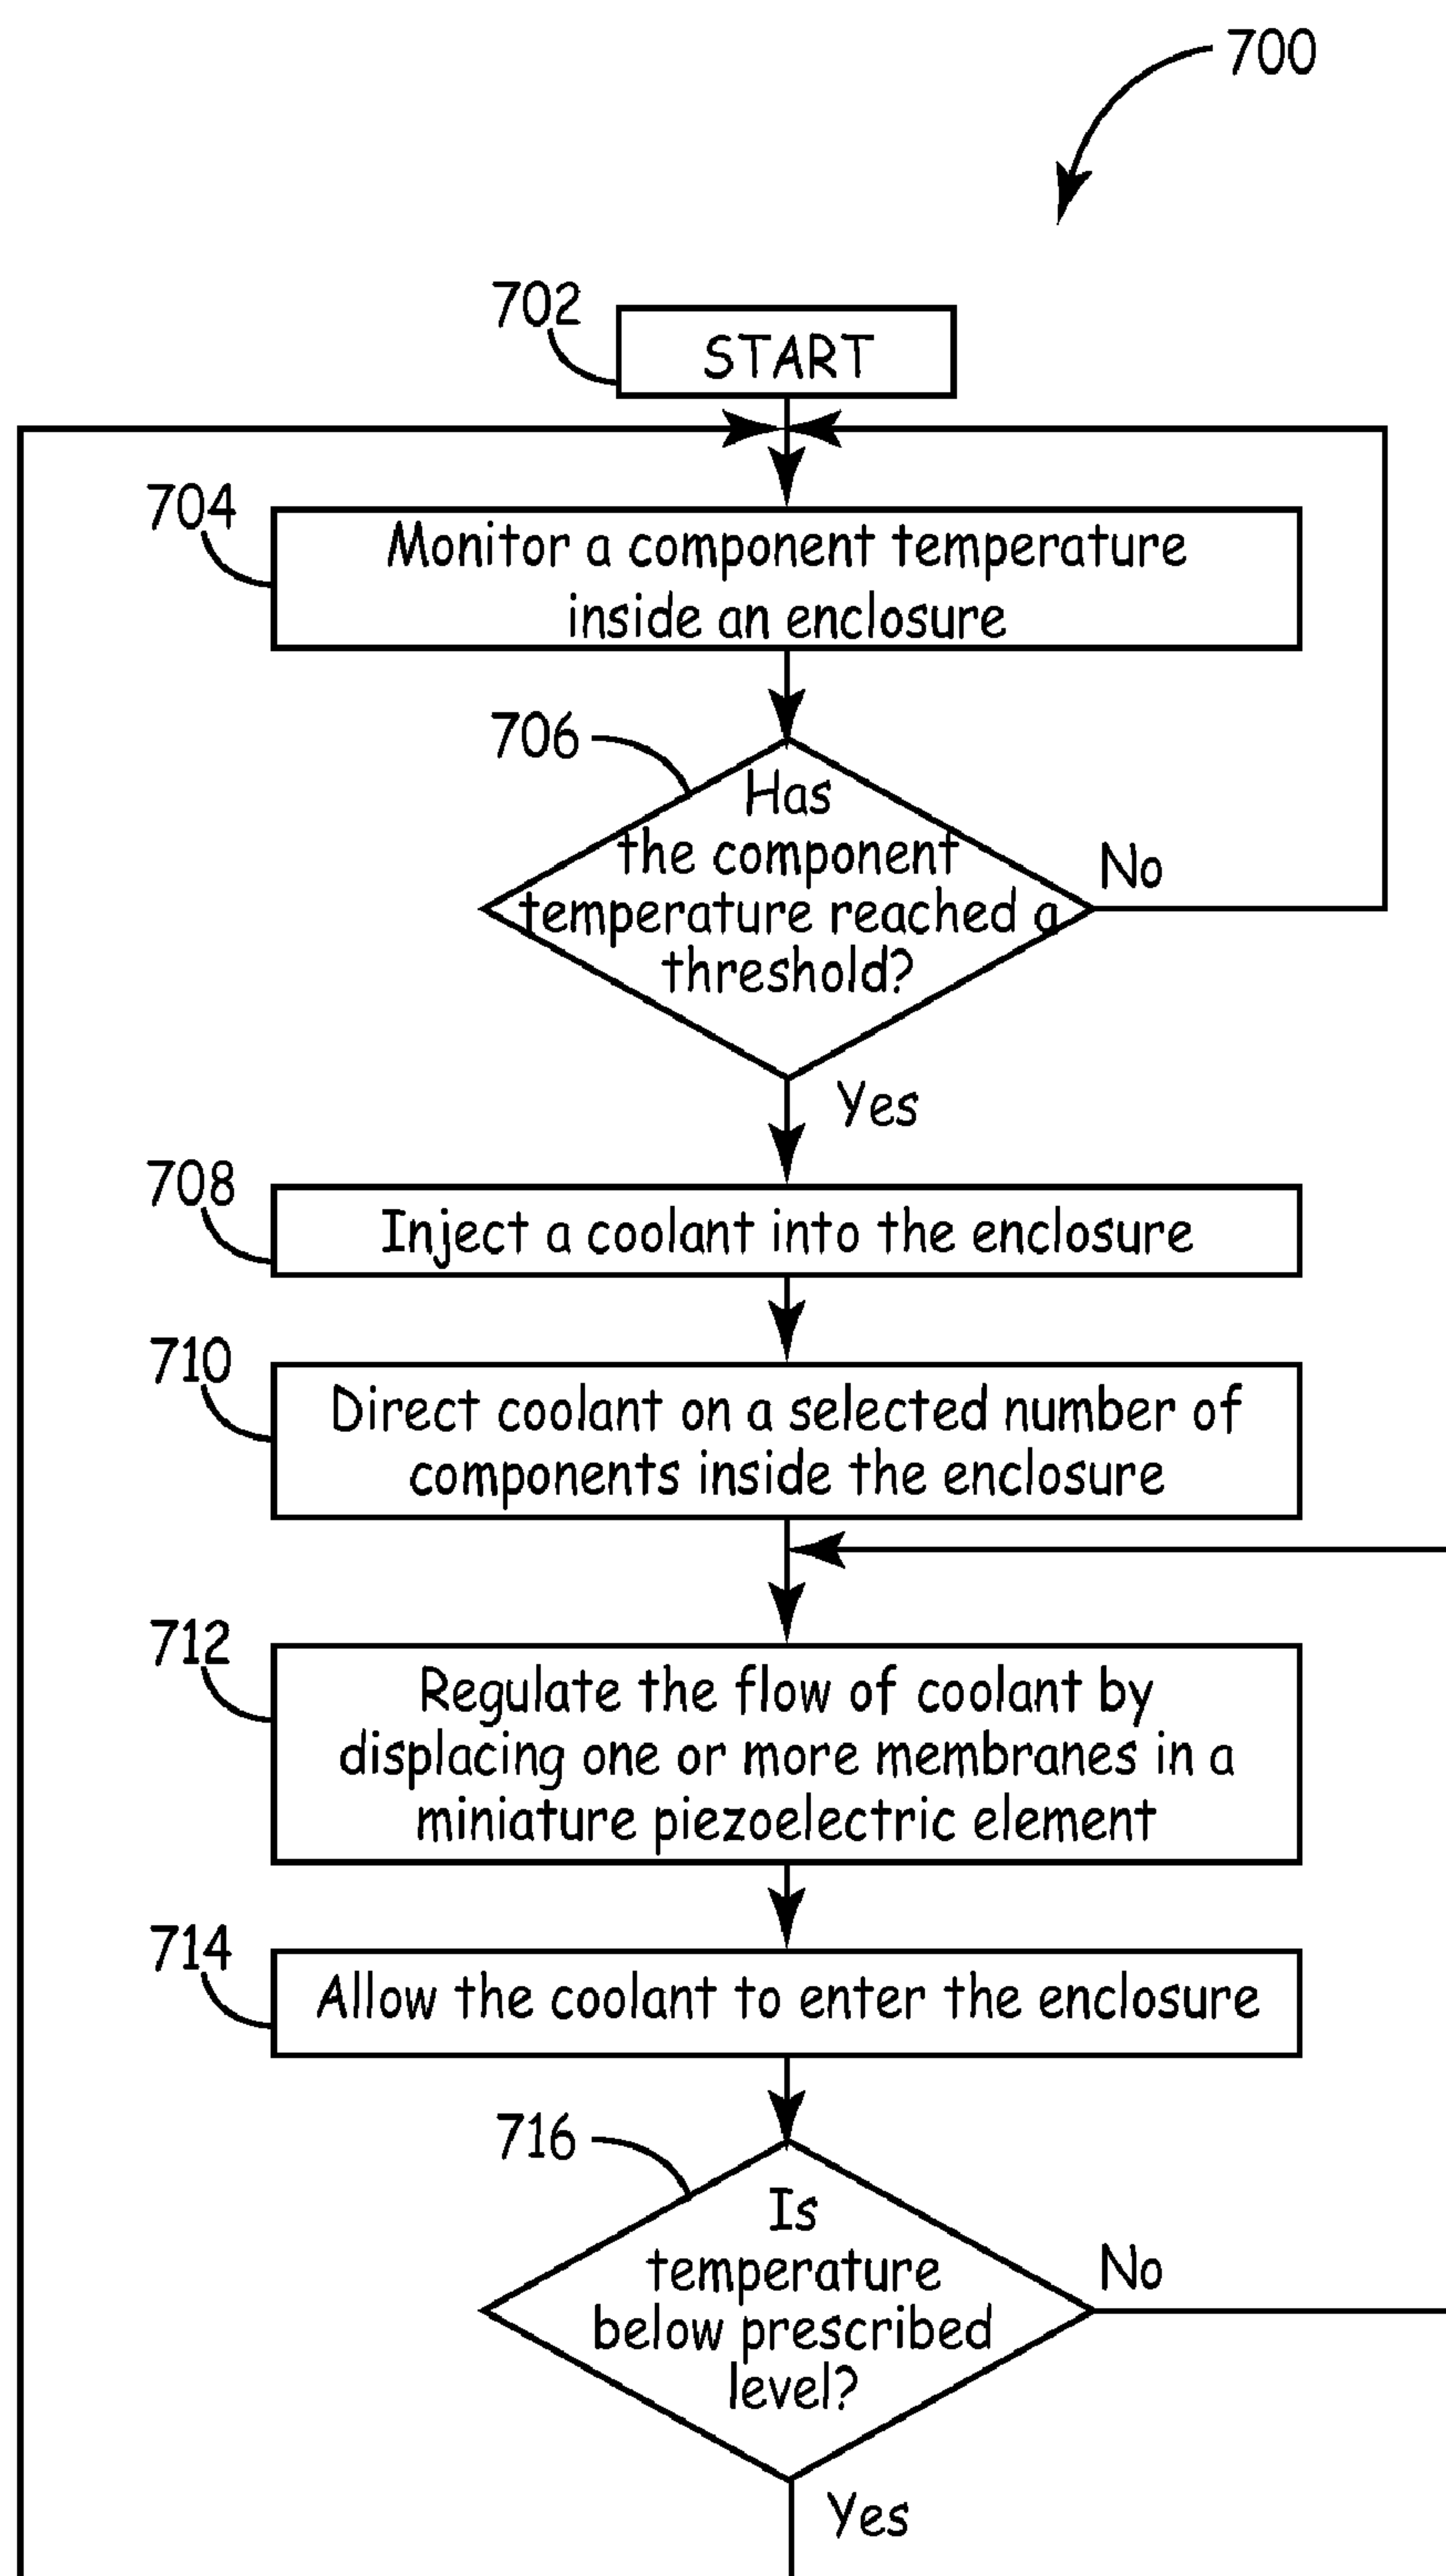 700
702
START
704
Monitor a component temperature
inside an enclosure
706
Has
the component
temperature reached a
threshold?
No
Yes
708
Inject a coolant into the enclosure
710
Direct coolant on a selected number of
components inside the enclosure
712
Regulate the flow of coolant by
displacing one or more membranes in a
miniature piezoelectric element
714
Allow the coolant to enter the enclosure
716
Is
temperature
below prescribed
level?
No
Yes